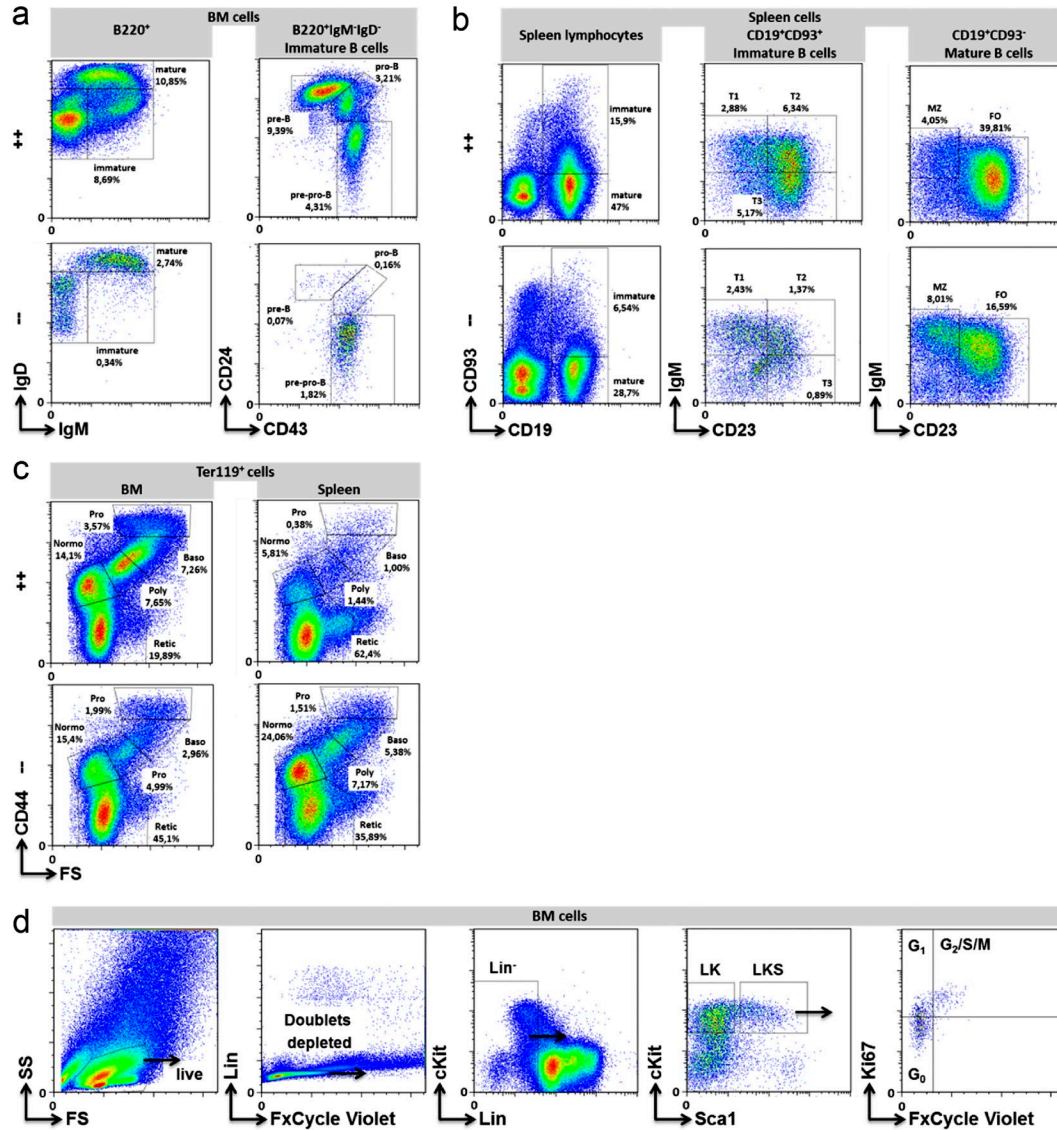 a
BM cells
B220⁺
B220⁺IgM⁻IgD⁻
Immature B cells
++
mature
10,85%
immature
8,69%
0
pro-B
3,21%
pre-B
9,39%
pre-pro-B
4,31%
0
--
IgD
mature
2,74%
immature
0,34%
0
0
IgM
CD24
pro-B
0,16%
pre-B
0,07%
pre-pro-B
1,82%
0
0
CD43
b
Spleen cells
Spleen lymphocytes
CD19⁺CD93⁺
Immature B cells
CD19⁺CD93⁻
Mature B cells
++
immature
15,9%
mature
47%
0
T1
2,88%
T2
6,34%
T3
5,17%
0
MZ
4,05%
FO
39,81%
0
--
CD93
immature
6,54%
mature
28,7%
0
0
CD19
IgM
T1
2,43%
T2
1,37%
T3
0,89%
0
0
CD23
IgM
MZ
8,01%
FO
16,59%
0
0
CD23
c
Ter119⁺ cells
BM
Spleen
++
Pro
3,57%
Normo
14,1%
Baso
7,26%
Poly
7,65%
Retic
19,89%
0
Pro
0,38%
Normo
5,81%
Baso
1,00%
Poly
1,44%
Retic
62,4%
0
--
CD44
Pro
1,99%
Normo
15,4%
Baso
2,96%
Pro
4,99%
Retic
45,1%
0
0
FS
Pro
1,51%
Normo
24,06%
Baso
5,38%
Poly
7,17%
Retic
35,89%
0
0
d
BM cells
SS
live
0
0
FS
Lin
Doublets
depleted
0
0
FxCycle Violet
cKit
Lin⁻
0
0
Lin
cKit
LK
LKS
0
0
Sca1
Ki67
G₁
G₂/S/M
G₀
0
0
FxCycle Violet